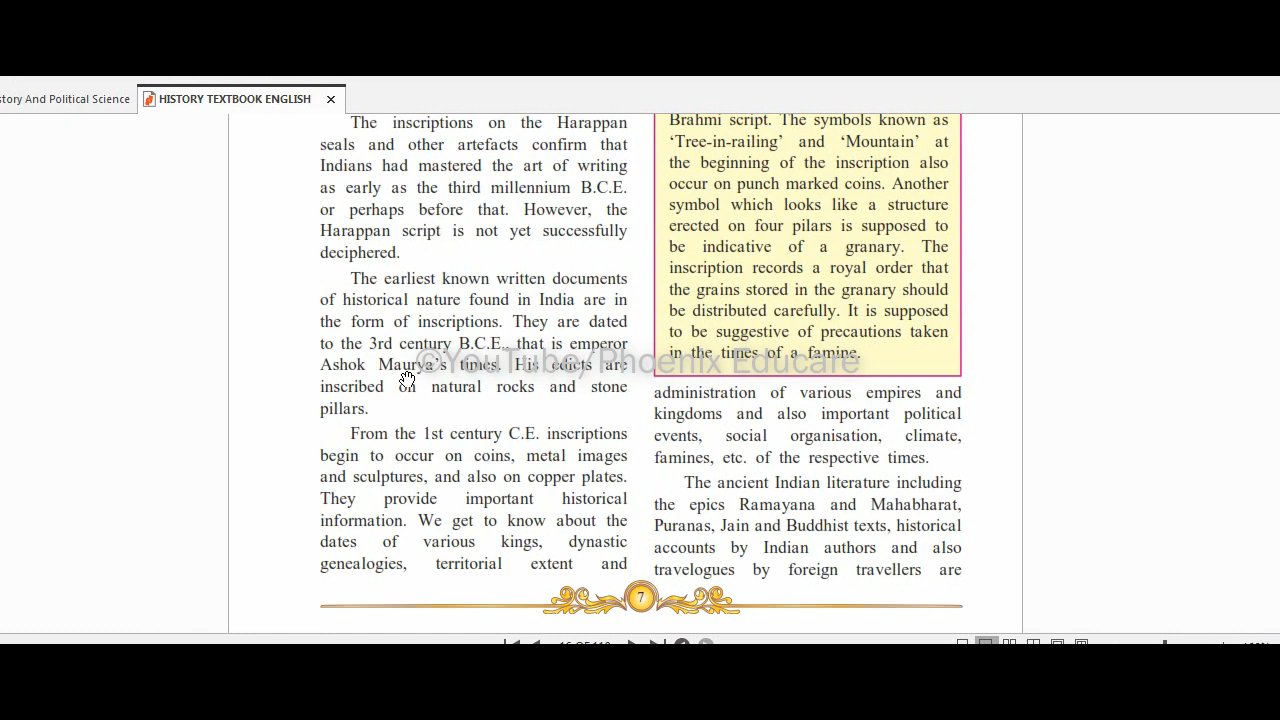 story And Political Science
HISTORY TEXTBOOK ENGLISH
The inscriptions on the Harappan
seals and other artefacts confirm that
Indians had mastered the art of writing
as early as the third millennium B.C.E.
or perhaps before that. However, the
Harappan script is not yet successfully
deciphered.
The earliest known written documents
of historical nature found in India are in
the form of inscriptions. They are dated
to the 3rd century B.C.E., that is emperor
Ashok Maurya's times. His edicts are
inscribed on natural rocks and stone
pillars.
From the 1st century C.E. inscriptions
begin to occur on coins, metal images
and sculptures, and also on copper plates.
They provide important historical
information. We get to know about the
dates of various kings, dynastic
genealogies, territorial extent and
Brahmi script. The symbols known as
'Tree-in-railing' and 'Mountain' at
the beginning of the inscription also
occur on punch marked coins. Another
symbol which looks like a structure
erected on four pilars is supposed to
be indicative of a granary. The
inscription records a royal order that
the grains stored in the granary should
be distributed carefully. It is supposed
to be suggestive of precautions taken
in the times of a famine.
administration of various empires and
kingdoms and also important political
events, social organisation, climate,
famines, etc. of the respective times.
The ancient Indian literature including
the epics Ramayana and Mahabharat,
Puranas, Jain and Buddhist texts, historical
accounts by Indian authors and also
travelogues by foreign travellers are
©YouTube/Phoenix Educare
7